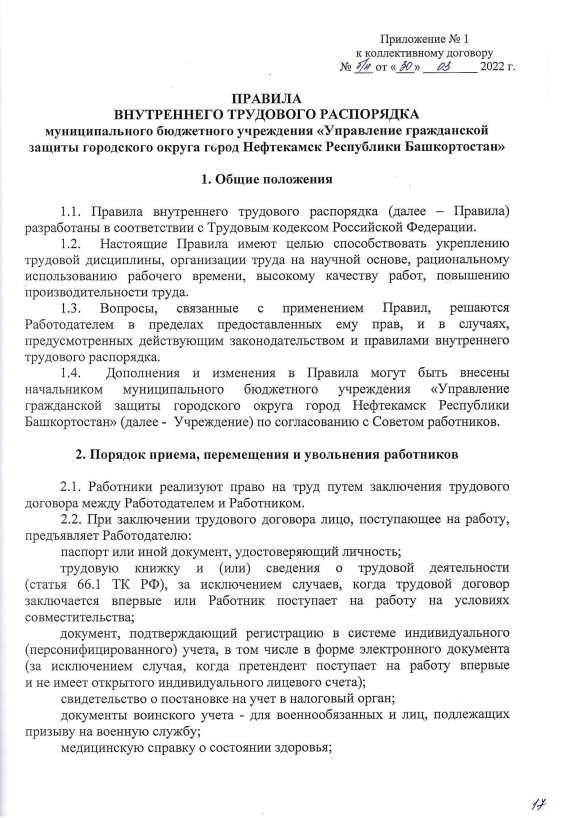 Приложение № 1
к коллективному договору
№ б/н от «30» 03 2022 г.
ПРАВИЛА
ВНУТРЕННЕГО ТРУДОВОГО РАСПОРЯДКА
муниципального бюджетного учреждения «Управление гражданской
защиты городского округа город Нефтекамск Республики Башкортостан»
1. Общие положения
1.1. Правила внутреннего трудового распорядка (далее – Правила)
разработаны в соответствии с Трудовым кодексом Российской Федерации.
1.2. Настоящие Правила имеют целью способствовать укреплению
трудовой дисциплины, организации труда на научной основе, рациональному
использованию рабочего времени, высокому качеству работ, повышению
производительности труда.
1.3. Вопросы, связанные с применением Правил, решаются
Работодателем в пределах предоставленных ему прав, и в случаях,
предусмотренных действующим законодательством и правилами внутреннего
трудового распорядка.
1.4. Дополнения и изменения в Правила могут быть внесены
начальником муниципального бюджетного учреждения «Управление
гражданской защиты городского округа город Нефтекамск Республики
Башкортостан» (далее - Учреждение) по согласованию с Советом работников.
2. Порядок приема, перемещения и увольнения работников
2.1. Работники реализуют право на труд путем заключения трудового
договора между Работодателем и Работником.
2.2. При заключении трудового договора лицо, поступающее на работу,
предъявляет Работодателю:
паспорт или иной документ, удостоверяющий личность;
трудовую книжку и (или) сведения о трудовой деятельности
(статья 66.1 ТК РФ), за исключением случаев, когда трудовой договор
заключается впервые или Работник поступает на работу на условиях
совместительства;
документ, подтверждающий регистрацию в системе индивидуального
(персонифицированного) учета, в том числе в форме электронного документа
(за исключением случая, когда претендент поступает на работу впервые
и не имеет открытого индивидуального лицевого счета);
свидетельство о постановке на учет в налоговый орган;
документы воинского учета - для военнообязанных и лиц, подлежащих
призыву на военную службу;
медицинскую справку о состоянии здоровья;
17